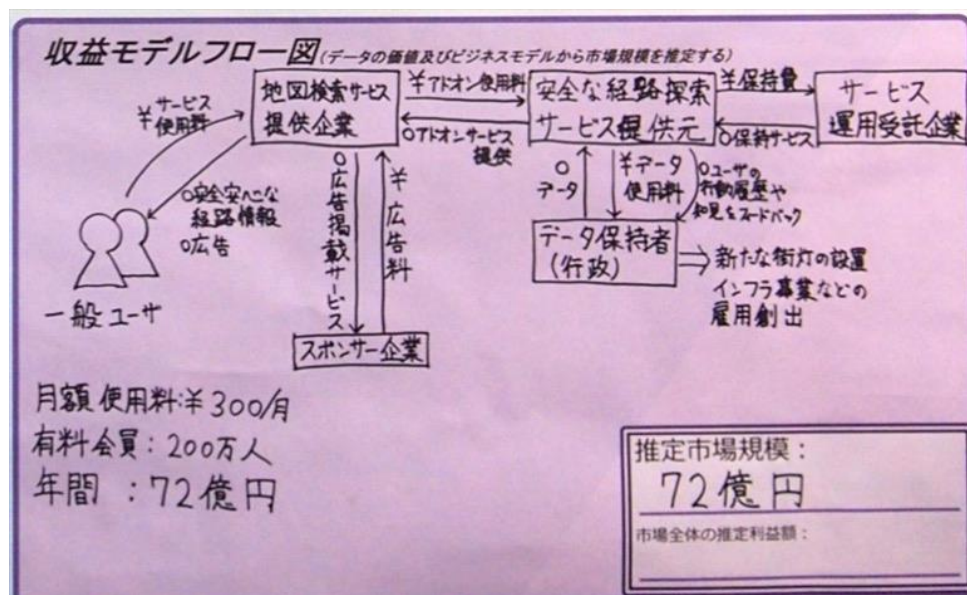 収益モデルフロー図(データの価値及びビジネスモデルから市場規模を推定する)
地図検索サービス
提供企業
¥アドオン使用料
○アドオンサービス
提供
安全な経路探索
サービス提供元
¥保持費
○保持サービス
サービス
運用受託企業
¥サービス
使用料
○安全安心な
経路情報
○広告
一般ユーザ
○広告掲載サービス
¥広告料
スポンサー企業
○
データ
¥データ
使用料
○ユーザの
行動履歴や
知見をフィードバック
データ保持者
(行政)
新たな街灯の設置
インフラ事業などの
雇用創出
月額使用料:¥300/月
有料会員:200万人
年間 :72億円
推定市場規模:
72億円
市場全体の推定利益額: